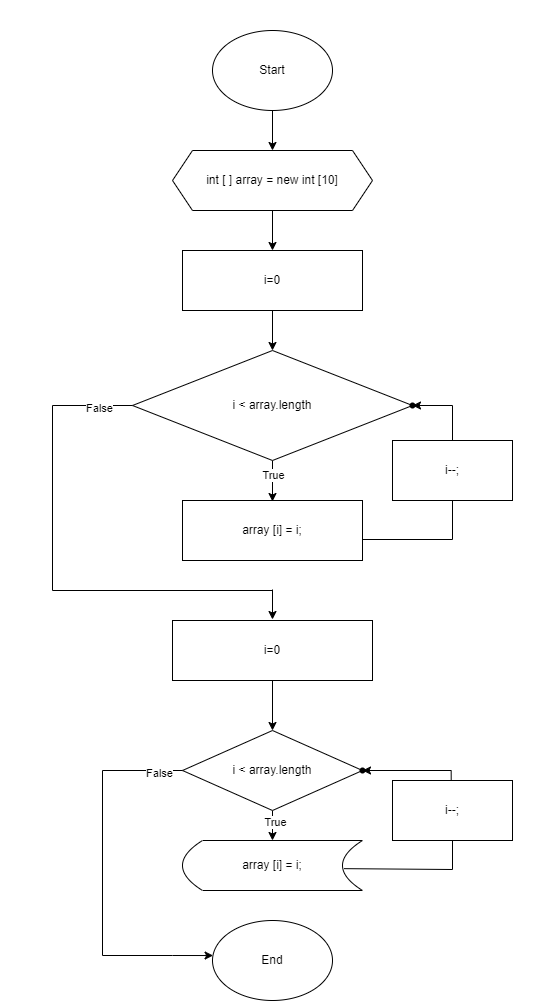 Start
int [ ] array = new int [10]
i=0
i < array.length
False
True
i--;
array [i] = i;
i=0
i < array.length
False
True
i--;
array [i] = i;
End